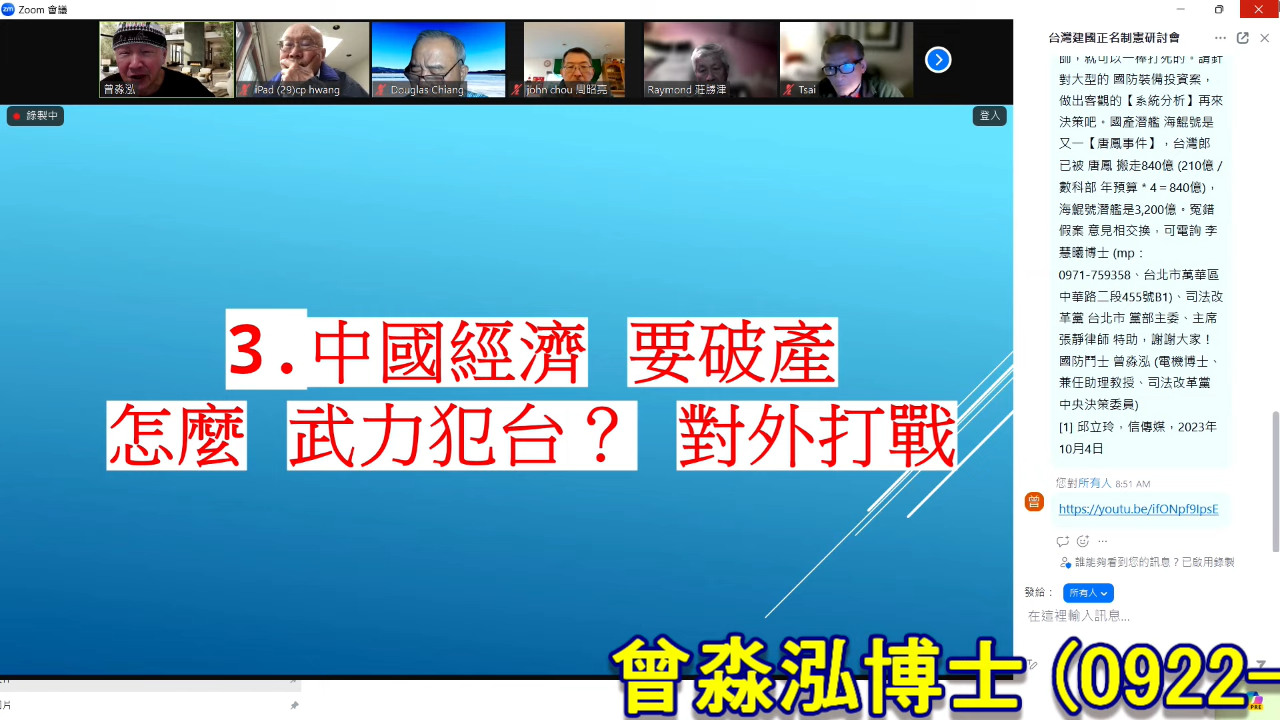 Zoom 會議
曾淼泓
iPad (29)cp hwang
Douglas Chiang
john chou 周昭亮
Raymond 莊勝津
Tsai
錄製中
登入
3.中國經濟 要破產
怎麼 武力犯台？ 對外打戰
台灣建國正名制憲研討會
師，就可以一棒打死的。請針
對大型的 國防裝備投資案，
做出客觀的【系統分析】再來
決策吧。國產潛艦 海鯤號是
又一【唐鳳事件】，台灣郎
已被 唐鳳 搬走840億 (210億 /
數科部 年預算 * 4 = 840億)，
海鯤號潛艦是3,200億。冤錯
假案 意見相交換，可電詢 李
慧曦博士 (mp：
0971-759358、台北市萬華區
中華路二段455號B1)、司法改
革黨 台北市 黨部主委、主席
張靜律師 特助，謝謝大家！
國防鬥士 曾淼泓 (電機博士、
兼任助理教授、司法改革黨
中央決策委員)
[1] 邱立玲，信傳媒，2023年
10月4日
您對所有人 8:51 AM
曾
https://youtu.be/ifONpf9IpsE
誰能夠看到您的訊息？已啟用錄製
發給：
所有人
在這裡輸入訊息...
曾淼泓博士 (0922-